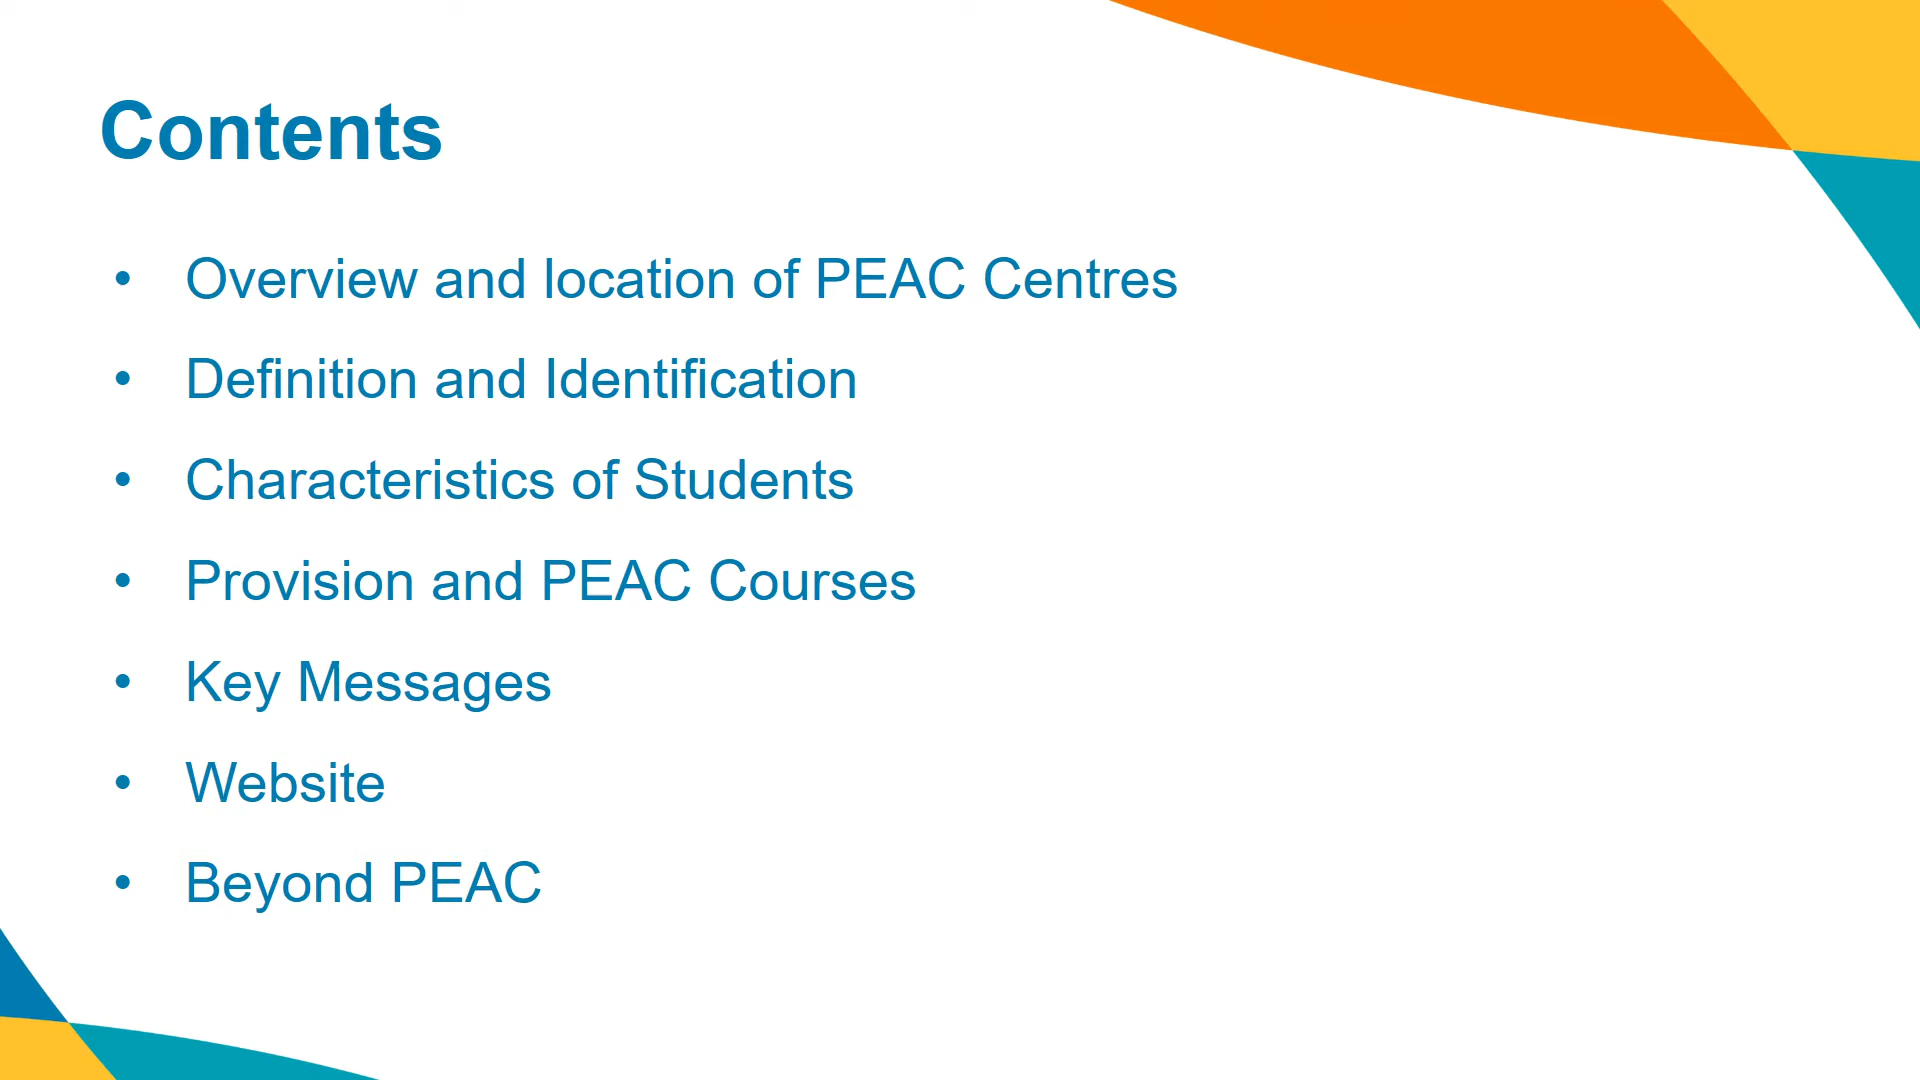 Contents
• Overview and location of PEAC Centres
• Definition and Identification
• Characteristics of Students
• Provision and PEAC Courses
• Key Messages
• Website
• Beyond PEAC